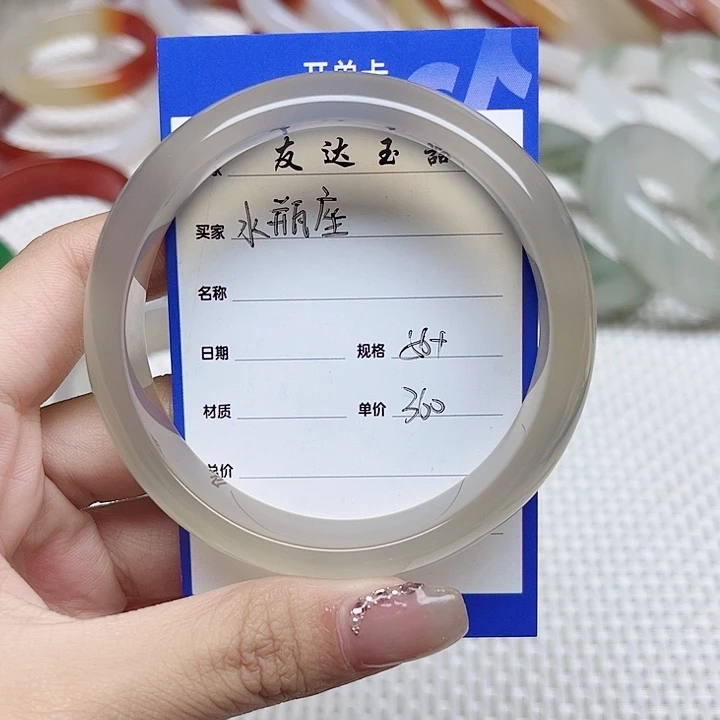 开单卡
友达玉器
买家 水瓶座
名称
日期 规格 56+
材质 单价 360
总价